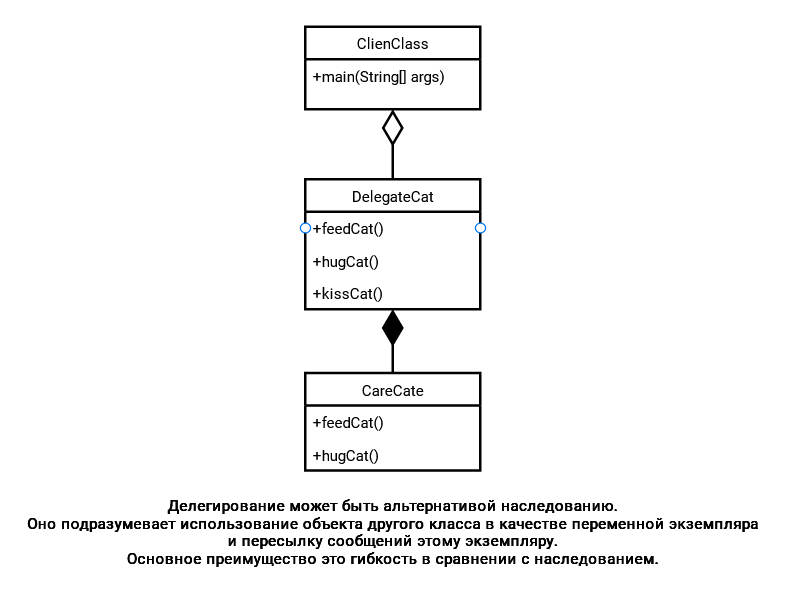 ClienClass
+main(String[] args)
DelegateCat
+feedCat()
+hugCat()
+kissCat()
CareCate
+feedCat()
+hugCat()
Делегирование может быть альтернативой наследованию.
Оно подразумевает использование объекта другого класса в качестве переменной экземпляра
и пересылку сообщений этому экземпляру.
Основное преимущество это гибкость в сравнении с наследованием.